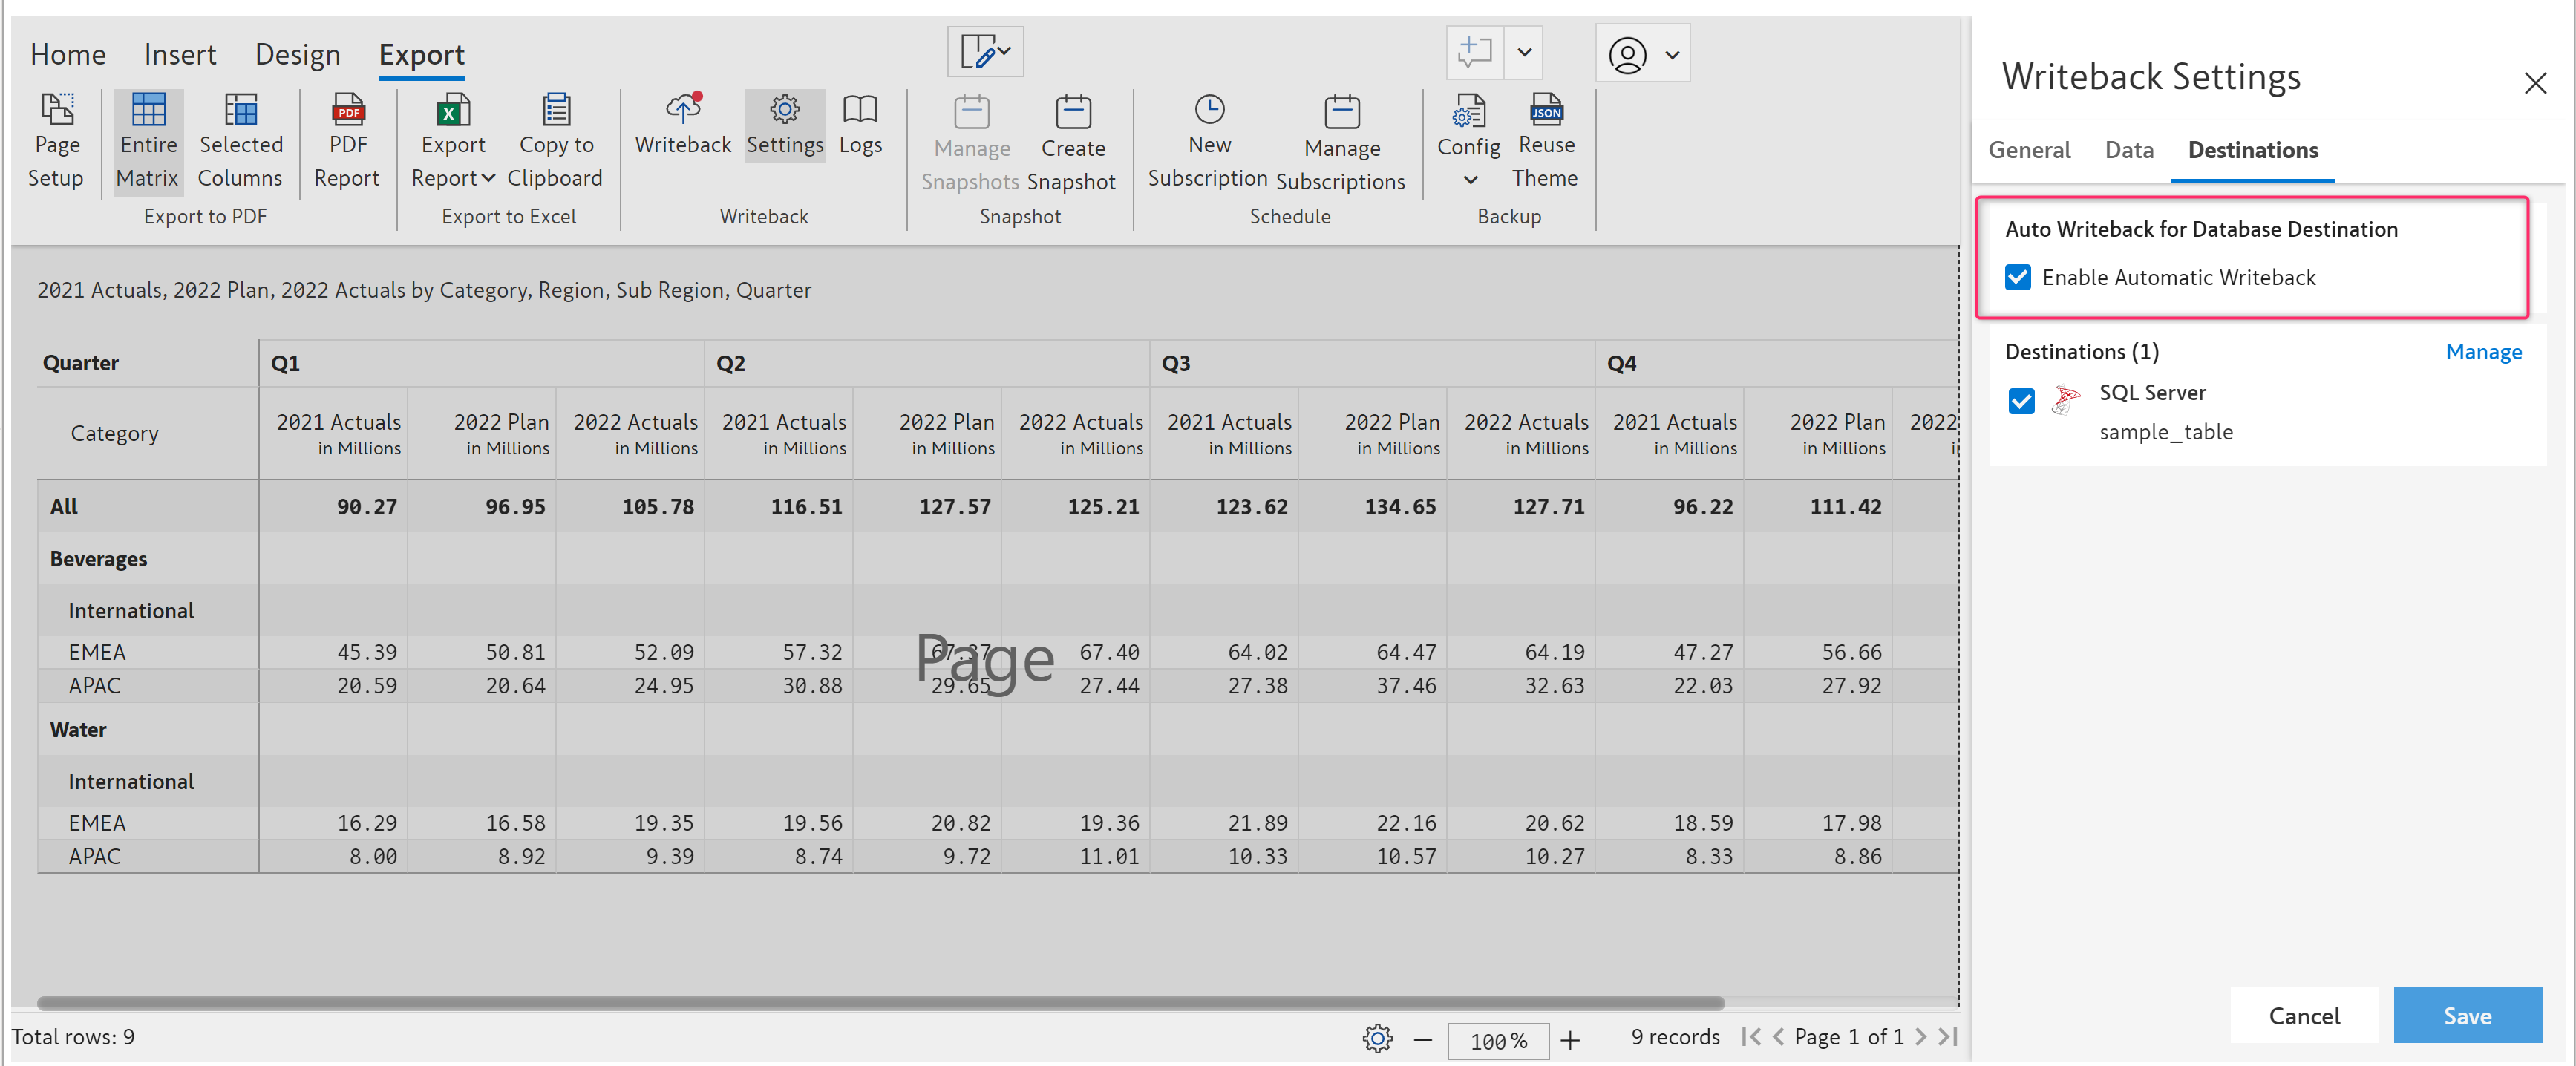 Home Insert Design Export
Page Setup
Entire Matrix
Selected Columns
Export to PDF
PDF Report
Export Report
Copy to Clipboard
Export to Excel
Writeback
Settings
Logs
Writeback
Manage Snapshots
Create Snapshot
Snapshot
New Subscription
Manage Subscriptions
Schedule
Config
JSON
Reuse Theme
Backup
2021 Actuals, 2022 Plan, 2022 Actuals by Category, Region, Sub Region, Quarter
Quarter Q1 Q2 Q3 Q4
Category 2021 Actuals 2022 Plan 2022 Actuals 2021 Actuals 2022 Plan 2022 Actuals 2021 Actuals 2022 Plan 2022 Actuals 2021 Actuals 2022 Plan 2022
in Millions in Millions in Millions in Millions in Millions in Millions in Millions in Millions in Millions in Millions in Millions
All 90.27 96.95 105.78 116.51 127.57 125.21 123.62 134.65 127.71 96.22 111.42
Beverages
International
EMEA 45.39 50.81 52.09 57.32 67.37 67.40 64.02 64.47 64.19 47.27 56.66
Page
APAC 20.59 20.64 24.95 30.88 29.65 27.44 27.38 37.46 32.63 22.03 27.92
Water
International
EMEA 16.29 16.58 19.35 19.56 20.82 19.36 21.89 22.16 20.62 18.59 17.98
APAC 8.00 8.92 9.39 8.74 9.72 11.01 10.33 10.57 10.27 8.33 8.86
Total rows: 9
100 %
9 records
Page 1 of 1
Writeback Settings
General Data Destinations
Auto Writeback for Database Destination
Enable Automatic Writeback
Destinations (1) Manage
SQL Server
sample_table
Cancel Save